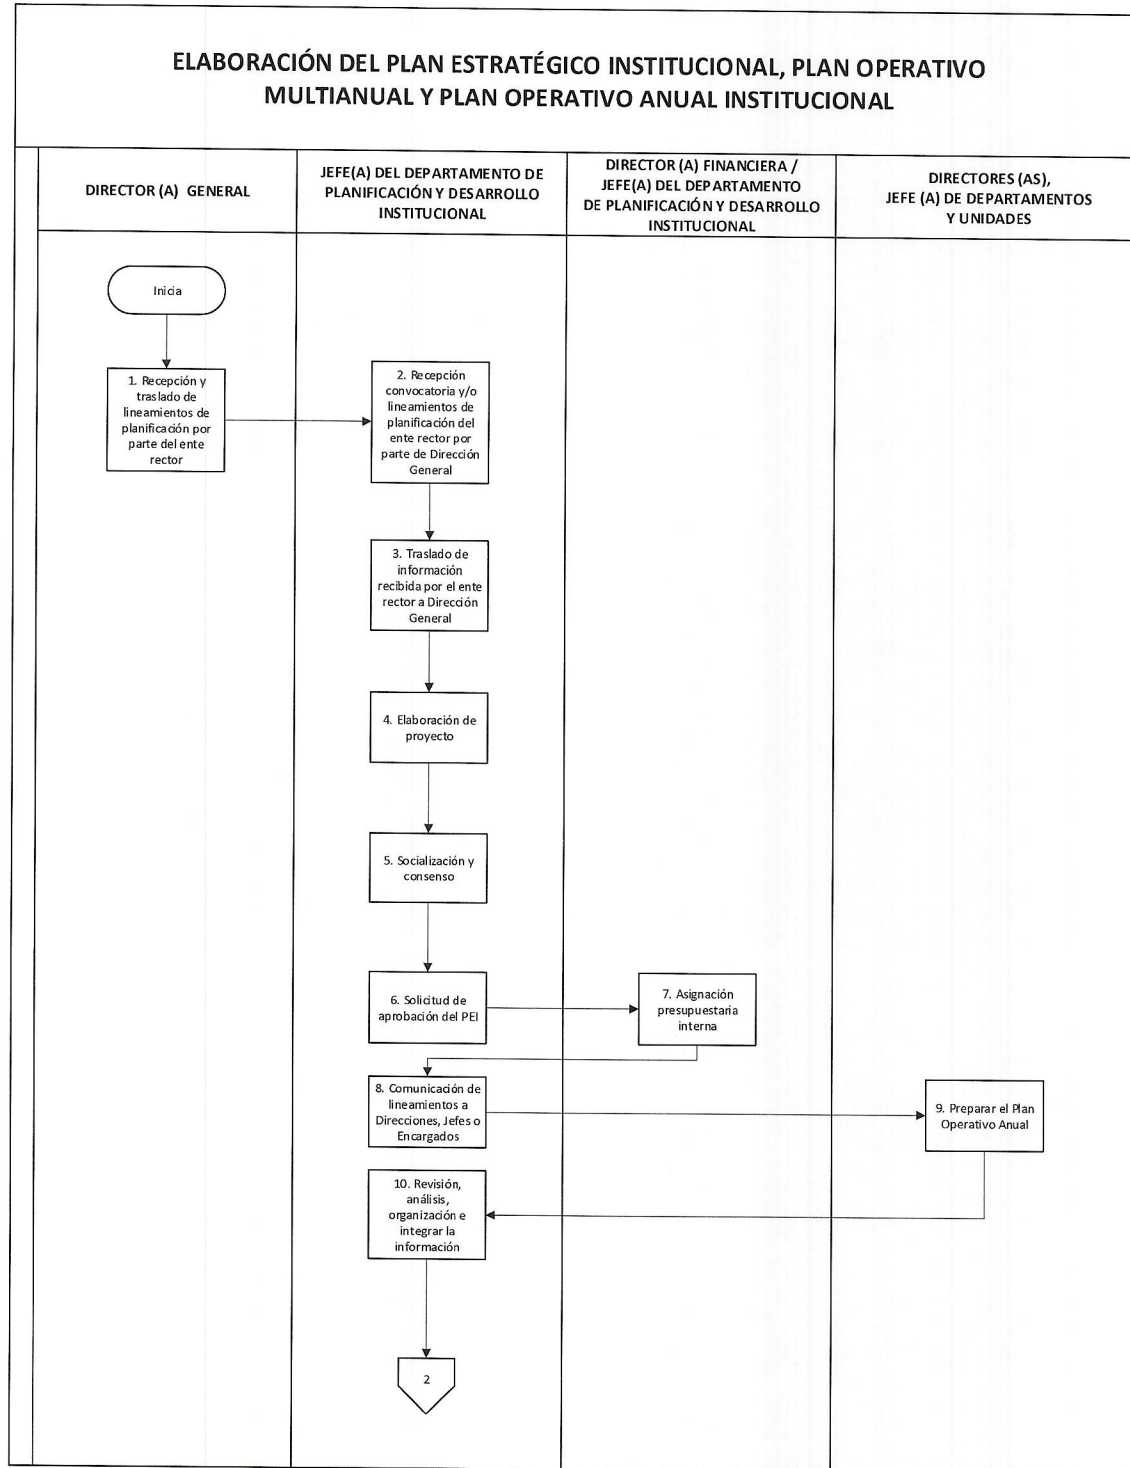 ELABORACIÓN DEL PLAN ESTRATÉGICO INSTITUCIONAL, PLAN OPERATIVO
MULTIANUAL Y PLAN OPERATIVO ANUAL INSTITUCIONAL
DIRECTOR (A) GENERAL
JEFE(A) DEL DEPARTAMENTO DE
PLANIFICACIÓN Y DESARROLLO
INSTITUCIONAL
DIRECTOR (A) FINANCIERA /
JEFE(A) DEL DEPARTAMENTO
DE PLANIFICACIÓN Y DESARROLLO
INSTITUCIONAL
DIRECTORES (AS),
JEFE (A) DE DEPARTAMENTOS
Y UNIDADES
Inicia
1. Recepción y
traslado de
lineamientos de
planificación por
parte del ente
rector
2. Recepción
convocatoria y/o
lineamientos de
planificación del
ente rector por
parte de Dirección
General
3. Traslado de
información
recibida por el ente
rector a Dirección
General
4. Elaboración de
proyecto
5. Socialización y
consenso
6. Solicitud de
aprobación del PEI
7. Asignación
presupuestaria
interna
8. Comunicación de
lineamientos a
Direcciones, Jefes o
Encargados
9. Preparar el Plan
Operativo Anual
10. Revisión,
análisis,
organización e
integrar la
información
2